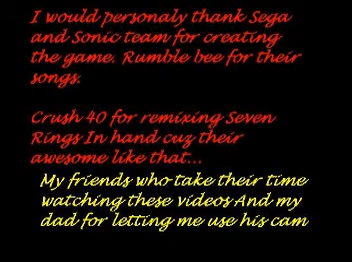 I would personaly thank Sega
and Sonic team for creating
the game. Rumble bee for their
songs.
Crush 40 for remixing Seven
Rings In hand cuz their
awesome like that...
My friends who take their time
watching these videos And my
dad for letting me use his cam